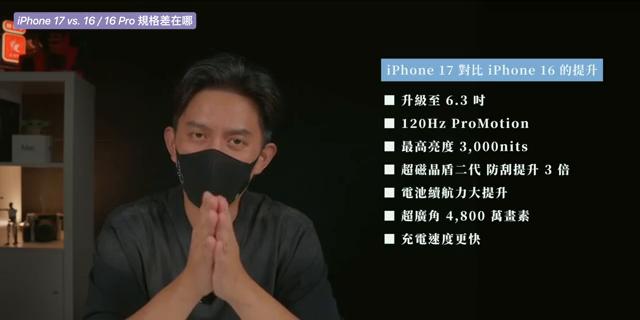 iPhone 17 vs. 16 / 16 Pro 規格差在哪
iPhone 17 對比 iPhone 16 的提升
■ 升級至 6.3 吋
■ 120Hz ProMotion
■ 最高亮度 3,000nits
■ 超磁晶盾二代 防刮提升 3 倍
■ 電池續航力大提升
■ 超廣角 4,800 萬畫素
■ 充電速度更快